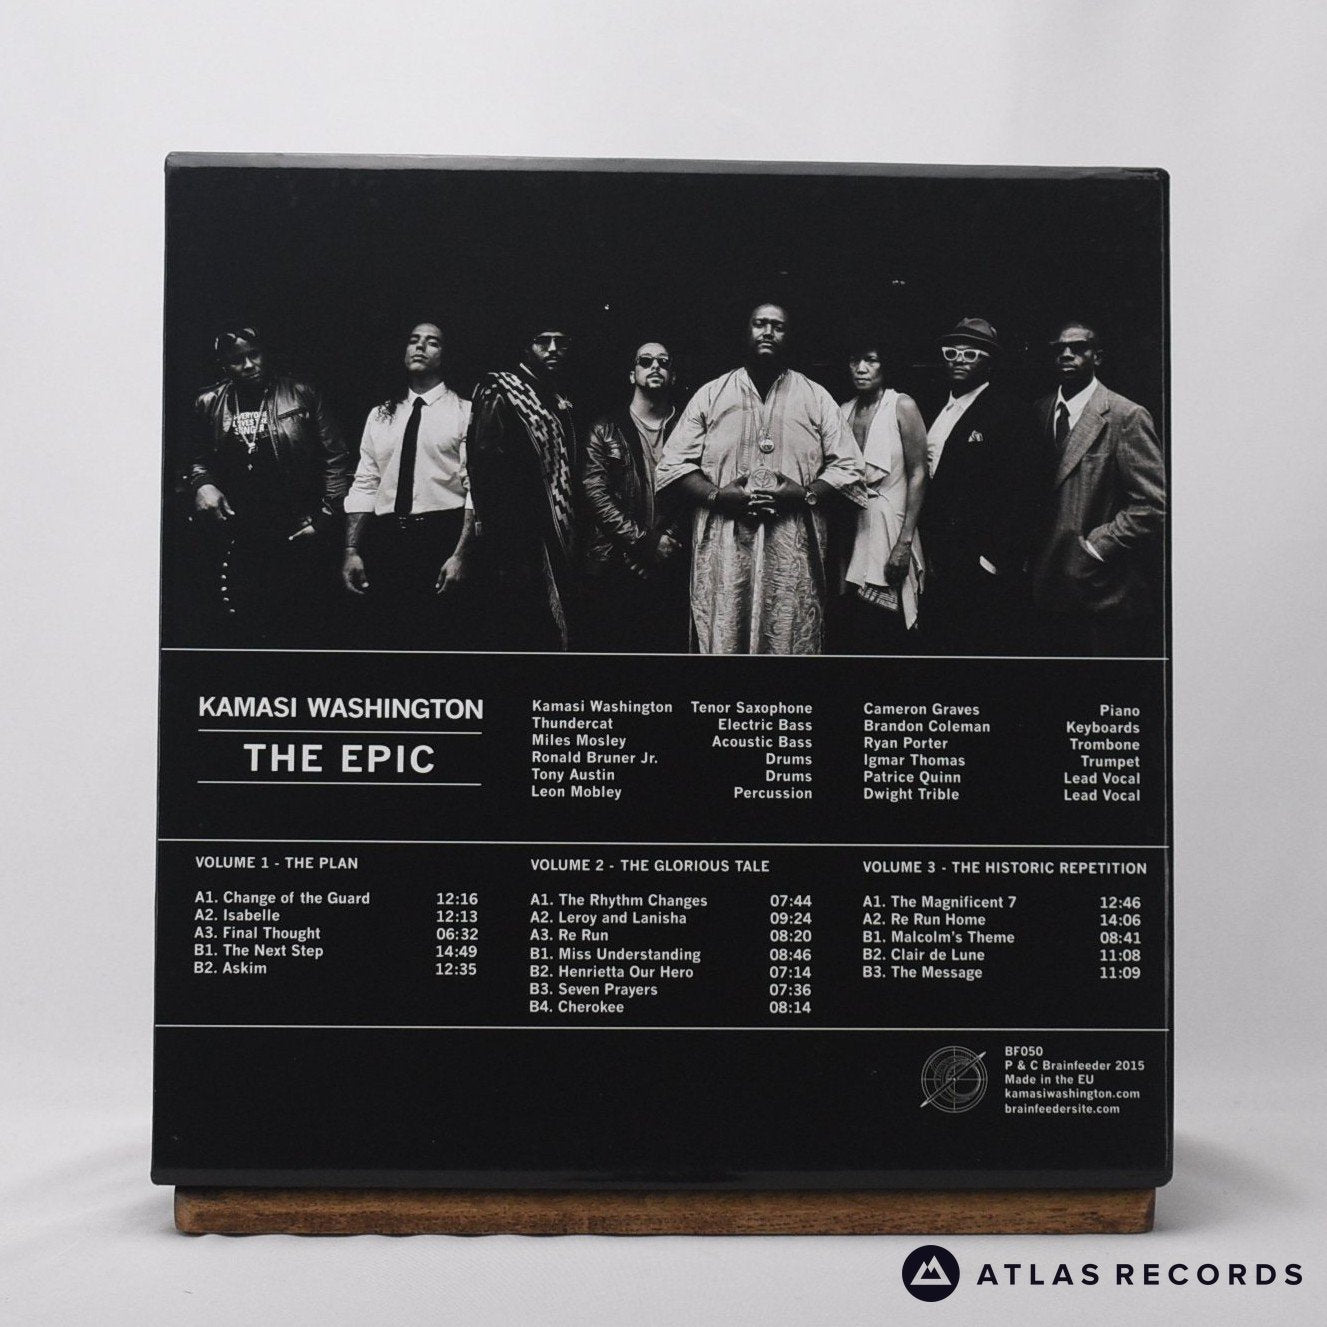 EVERYBODY
LOVES THE
SINGER
KAMASI WASHINGTON
THE EPIC
Kamasi Washington Tenor Saxophone
Thundercat Electric Bass
Miles Mosley Acoustic Bass
Ronald Bruner Jr. Drums
Tony Austin Drums
Leon Mobley Percussion
Cameron Graves Piano
Brandon Coleman Keyboards
Ryan Porter Trombone
Igmar Thomas Trumpet
Patrice Quinn Lead Vocal
Dwight Trible Lead Vocal
VOLUME 1 - THE PLAN
A1. Change of the Guard 12:16
A2. Isabelle 12:13
A3. Final Thought 06:32
B1. The Next Step 14:49
B2. Askim 12:35
VOLUME 2 - THE GLORIOUS TALE
A1. The Rhythm Changes 07:44
A2. Leroy and Lanisha 09:24
A3. Re Run 08:20
B1. Miss Understanding 08:46
B2. Henrietta Our Hero 07:14
B3. Seven Prayers 07:36
B4. Cherokee 08:14
VOLUME 3 - THE HISTORIC REPETITION
A1. The Magnificent 7 12:46
A2. Re Run Home 14:06
B1. Malcolm's Theme 08:41
B2. Clair de Lune 11:08
B3. The Message 11:09
BF050
P & C Brainfeeder 2015
Made in the EU
kamasiwashington.com
brainfeedersite.com
ATLAS RECORDS